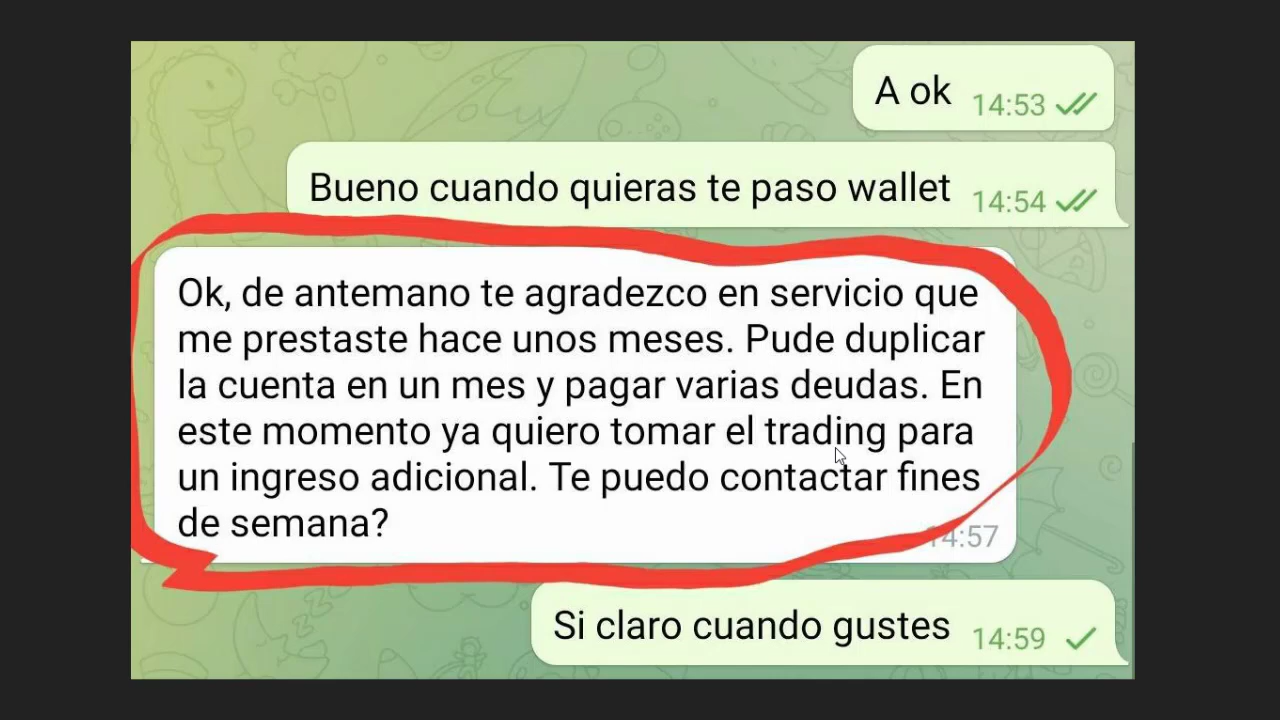 A ok 14:53
Bueno cuando quieras te paso wallet 14:54
Ok, de antemano te agradezco en servicio que
me prestaste hace unos meses. Pude duplicar
la cuenta en un mes y pagar varias deudas. En
este momento ya quiero tomar el trading para
un ingreso adicional. Te puedo contactar fines
de semana?
14:57
Si claro cuando gustes 14:59